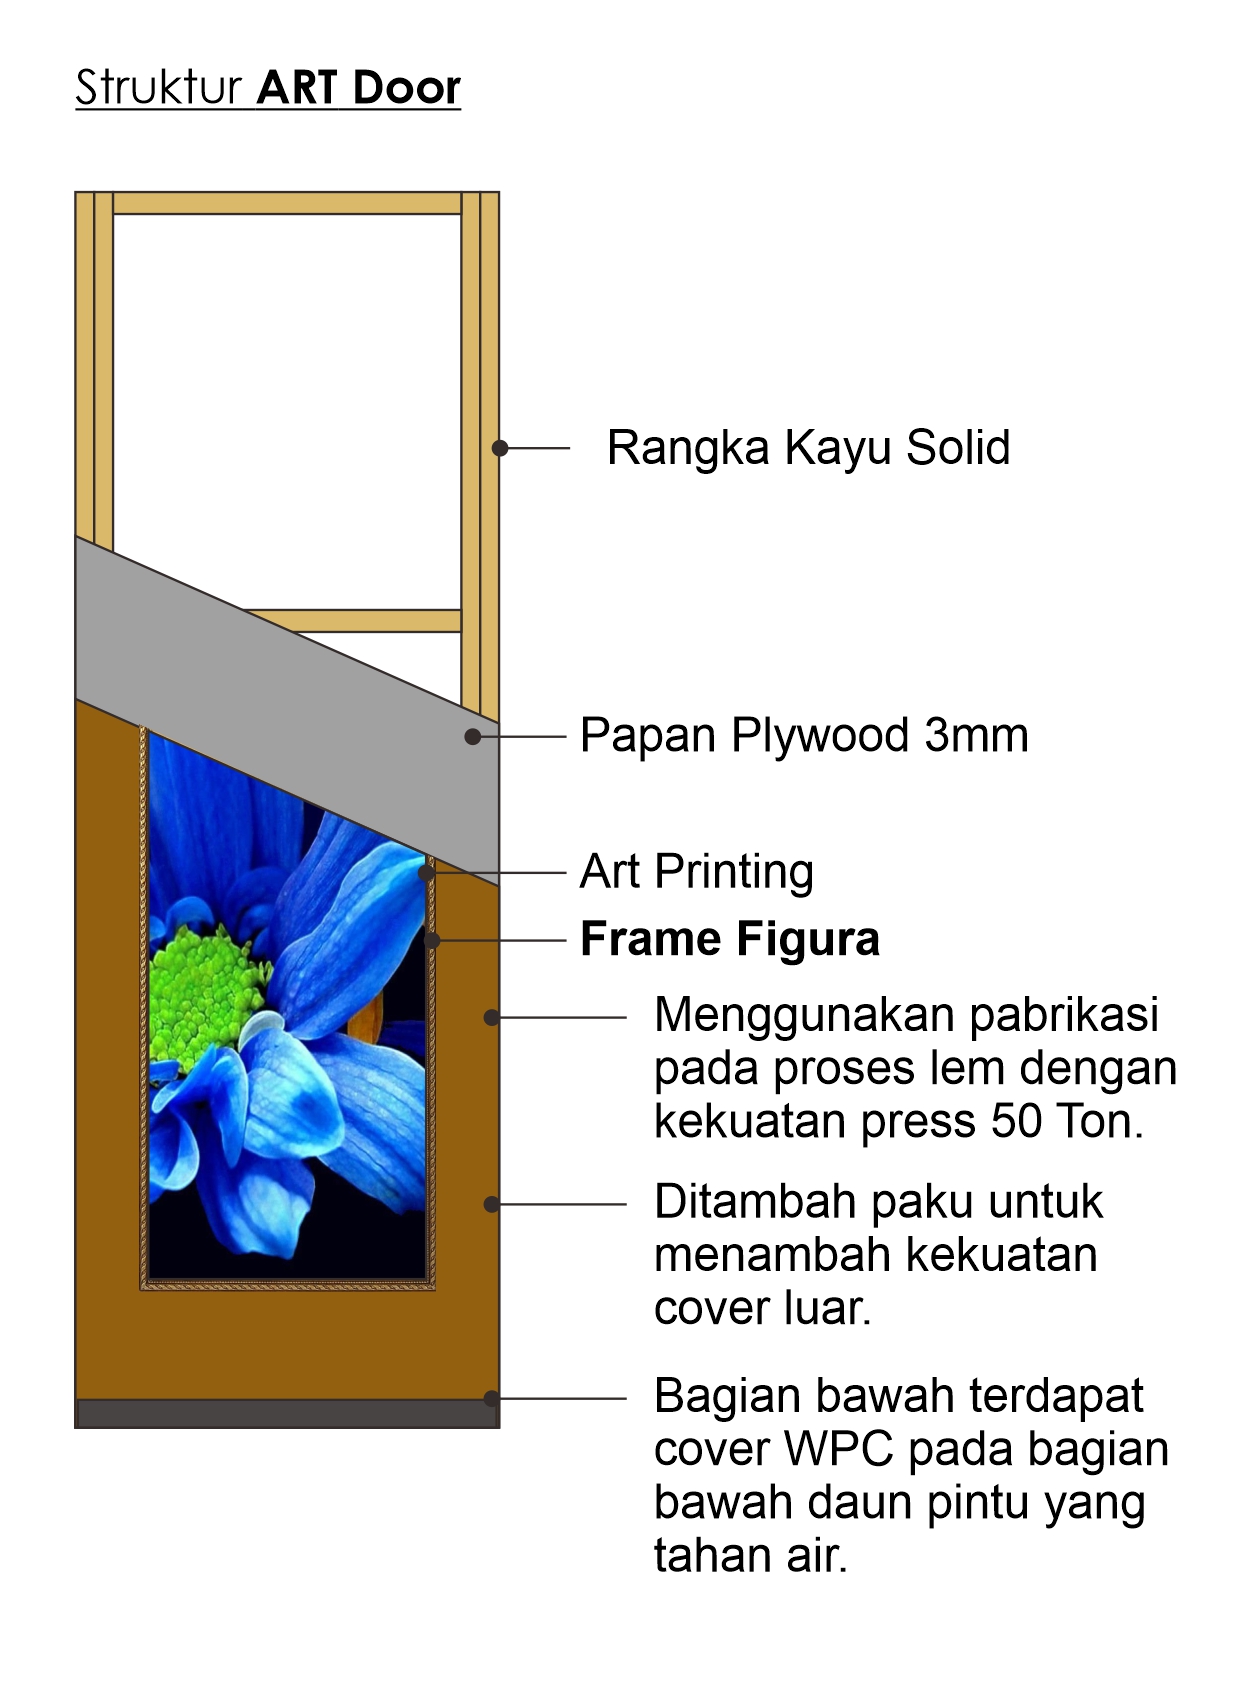 Struktur ART Door
Rangka Kayu Solid
Papan Plywood 3mm
Art Printing
Frame Figura
Menggunakan pabrikasi
pada proses lem dengan
kekuatan press 50 Ton.
Ditambah paku untuk
menambah kekuatan
cover luar.
Bagian bawah terdapat
cover WPC pada bagian
bawah daun pintu yang
tahan air.